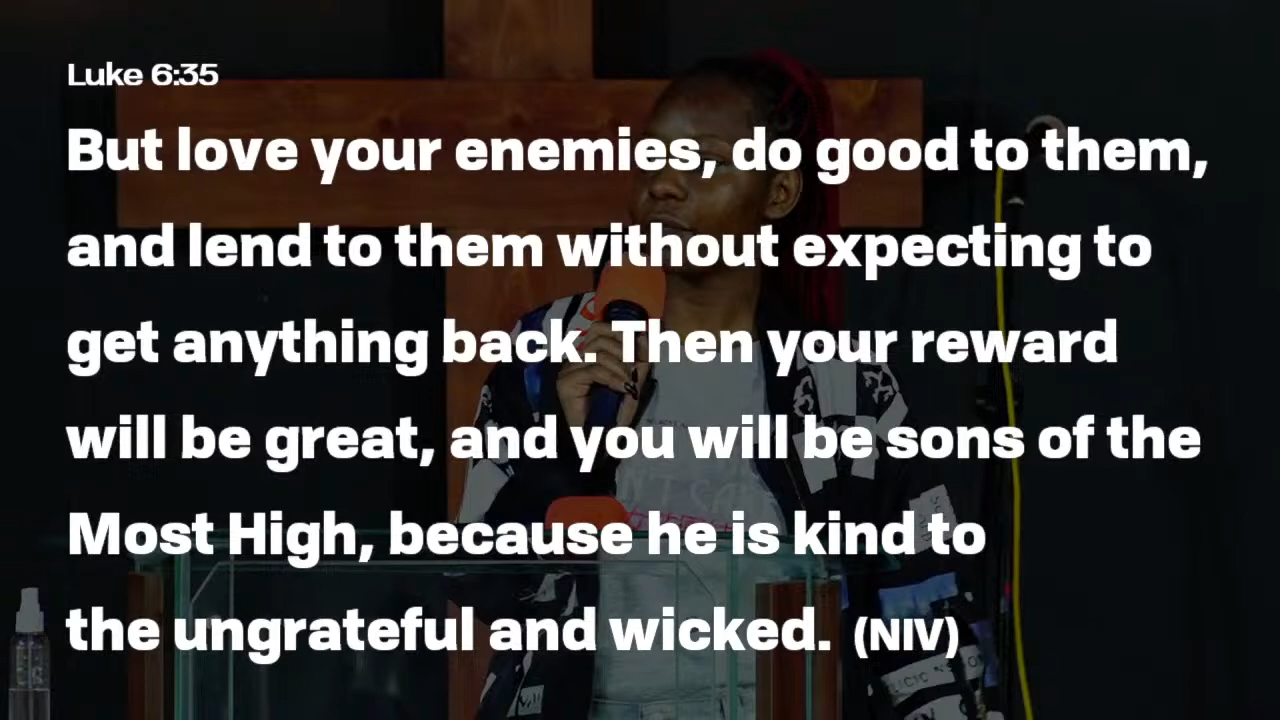 Luke 6:35
But love your enemies, do good to them,
and lend to them without expecting to
get anything back. Then your reward
will be great, and you will be sons of the
Most High, because he is kind to
the ungrateful and wicked. (NIV)